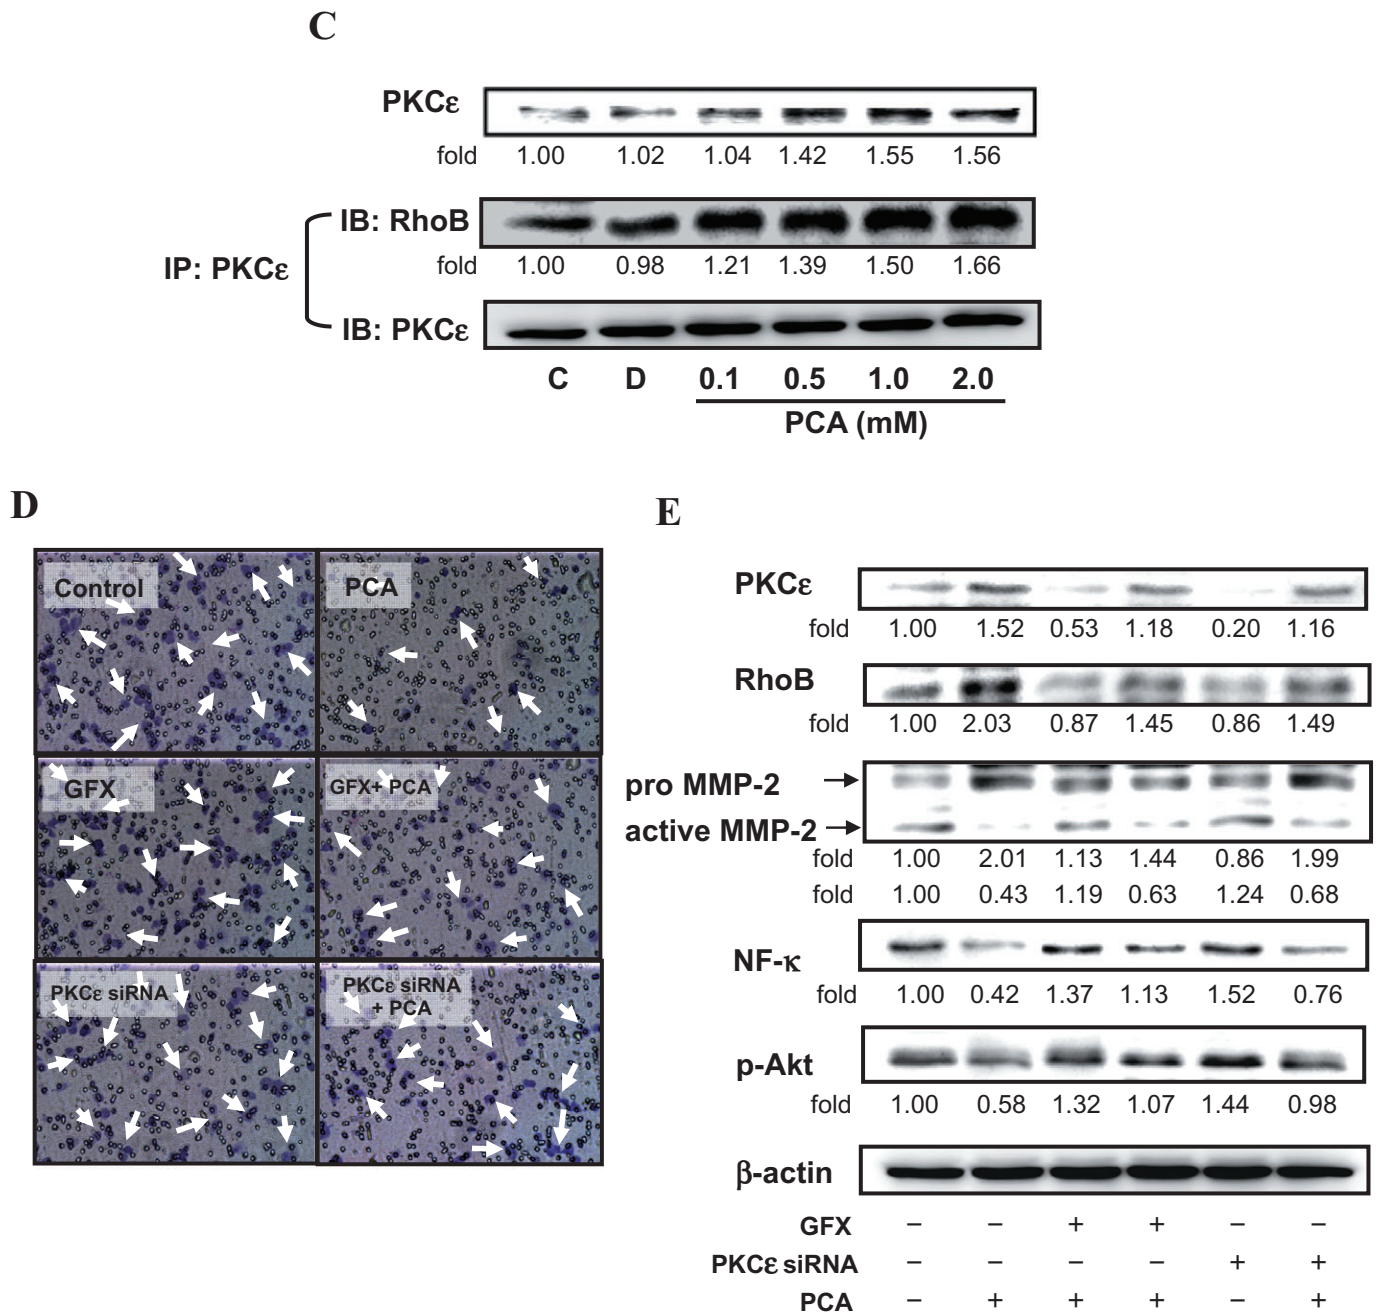 C
PKCε
fold 1.00 1.02 1.04 1.42 1.55 1.56
IB: RhoB
IP: PKCε
fold 1.00 0.98 1.21 1.39 1.50 1.66
IB: PKCε
C D 0.1 0.5 1.0 2.0
PCA (mM)
D
Control
PCA
GFX
GFX+ PCA
PKCε siRNA
PKCε siRNA
+ PCA
E
PKCε
fold 1.00 1.52 0.53 1.18 0.20 1.16
RhoB
fold 1.00 2.03 0.87 1.45 0.86 1.49
pro MMP-2
active MMP-2
fold 1.00 2.01 1.13 1.44 0.86 1.99
fold 1.00 0.43 1.19 0.63 1.24 0.68
NF-κ
fold 1.00 0.42 1.37 1.13 1.52 0.76
p-Akt
fold 1.00 0.58 1.32 1.07 1.44 0.98
β-actin
GFX − − + + − −
PKCε siRNA − − − − + +
PCA − + + + − +